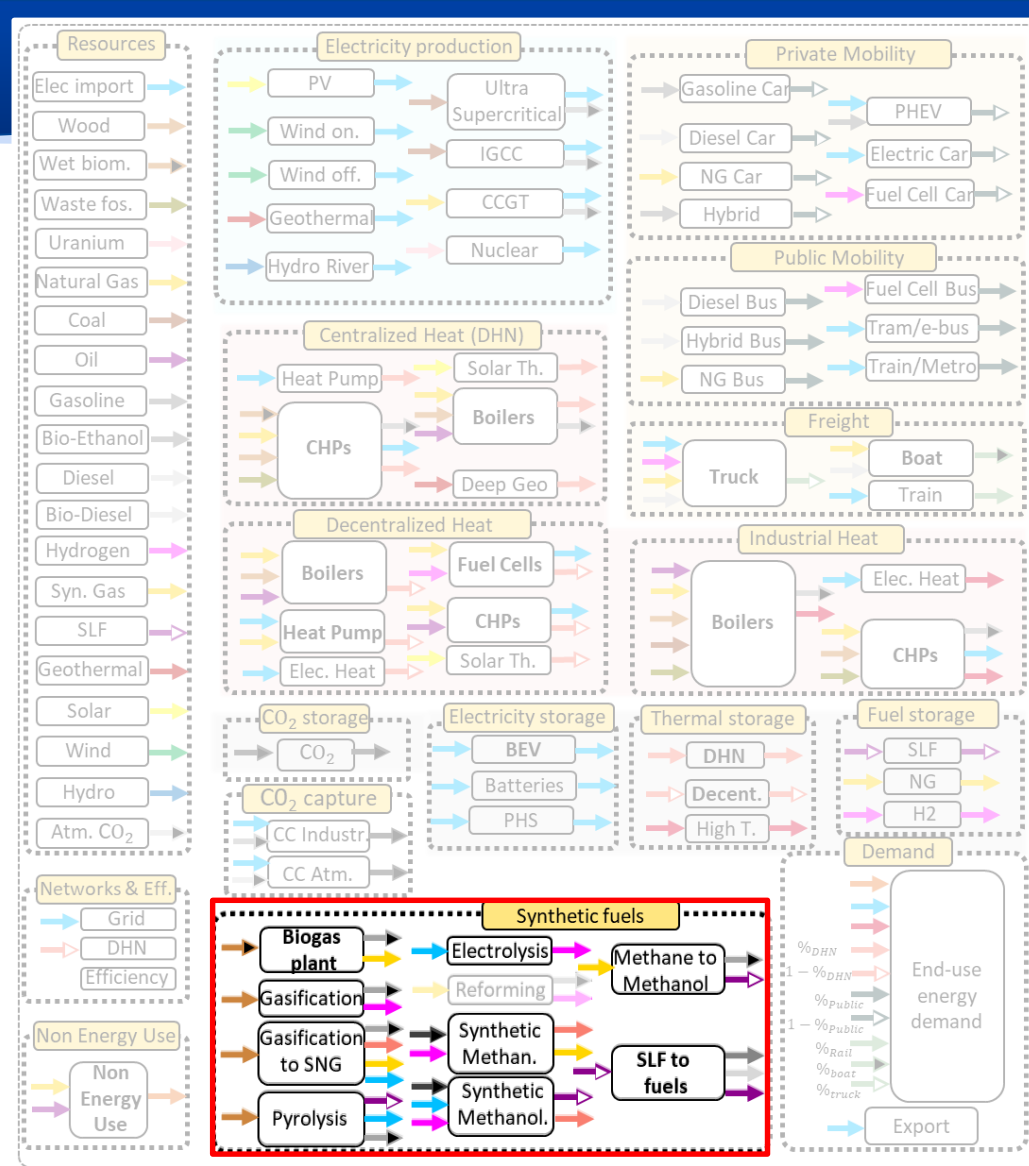 Resources
Elec import
Wood
Wet biom.
Waste fos.
Uranium
Natural Gas
Coal
Oil
Gasoline
Bio-Ethanol
Diesel
Bio-Diesel
Hydrogen
Syn. Gas
SLF
Geothermal
Solar
Wind
Hydro
Atm. CO₂
Networks & Eff.
Grid
DHN
Efficiency
Non Energy Use
Non
Energy
Use
Electricity production
PV
Wind on.
Wind off.
Geothermal
Hydro River
Ultra
Supercritical
IGCC
CCGT
Nuclear
Centralized Heat (DHN)
Heat Pump
CHPs
Solar Th.
Boilers
Deep Geo
Decentralized Heat
Boilers
Heat Pump
Elec. Heat
Fuel Cells
CHPs
Solar Th.
Private Mobility
Gasoline Car
Diesel Car
NG Car
Hybrid
PHEV
Electric Car
Fuel Cell Car
Public Mobility
Diesel Bus
Hybrid Bus
NG Bus
Fuel Cell Bus
Tram/e-bus
Train/Metro
Freight
Truck
Boat
Train
Industrial Heat
Boilers
Elec. Heat
CHPs
CO₂ storage
CO₂
CO₂ capture
CC Industr.
CC Atm.
Electricity storage
BEV
Batteries
PHS
Thermal storage
DHN
Decent.
High T.
Fuel storage
SLF
NG
H2
Synthetic fuels
Biogas
plant
Gasification
Gasification
to SNG
Pyrolysis
Electrolysis
Reforming
Synthetic
Methan.
Synthetic
Methanol.
Methane to
Methanol
SLF to
fuels
Demand
%DHN
1 − %DHN
%Public
1 − %Public
%Rail
%boat
%truck
End-use
energy
demand
Export